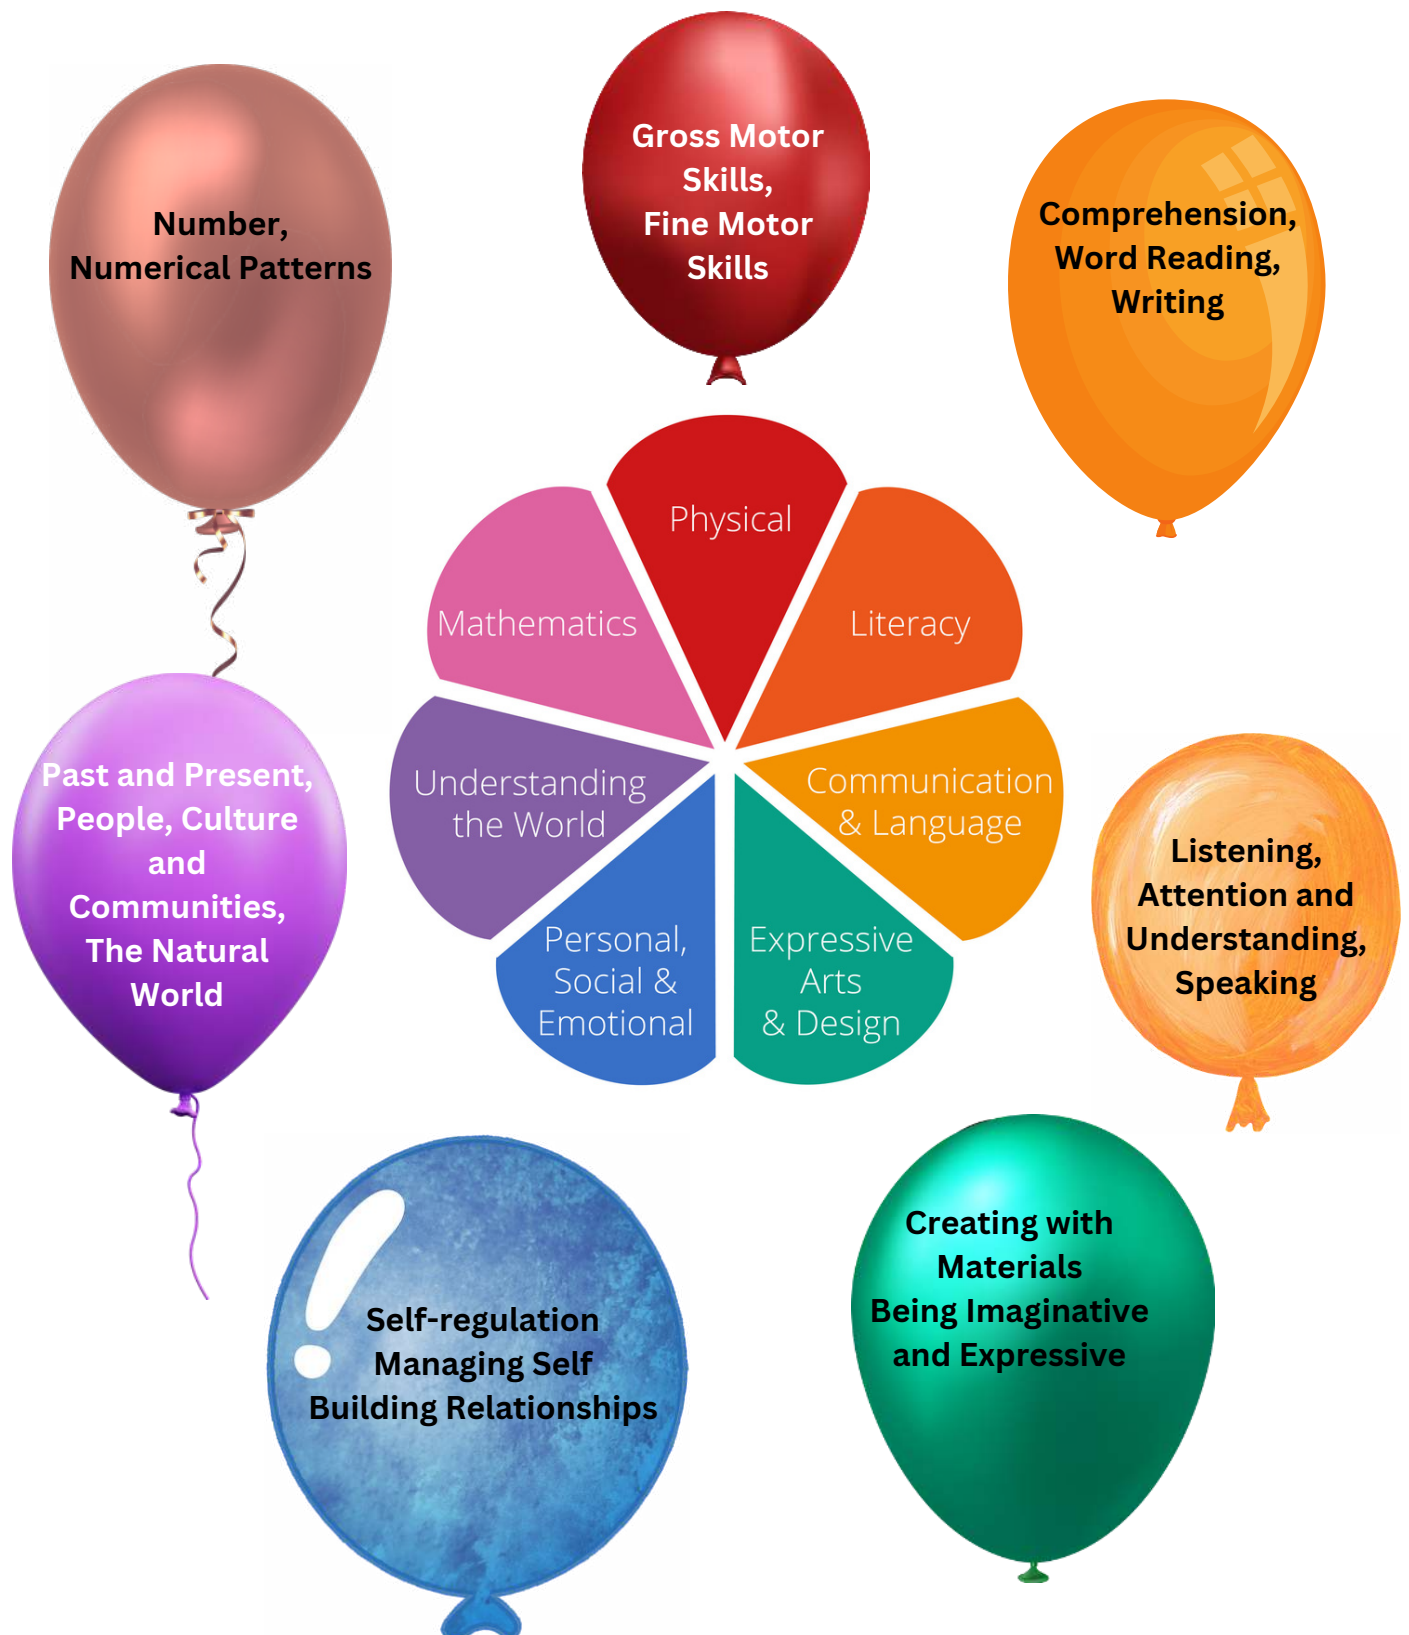 Gross Motor
Skills,
Fine Motor
Skills
Number,
Numerical Patterns
Comprehension,
Word Reading,
Writing
Physical
Mathematics
Literacy
Understanding
the World
Communication
& Language
Personal,
Social &
Emotional
Expressive
Arts
& Design
Past and Present,
People, Culture
and
Communities,
The Natural
World
Listening,
Attention and
Understanding,
Speaking
Self-regulation
Managing Self
Building Relationships
Creating with
Materials
Being Imaginative
and Expressive